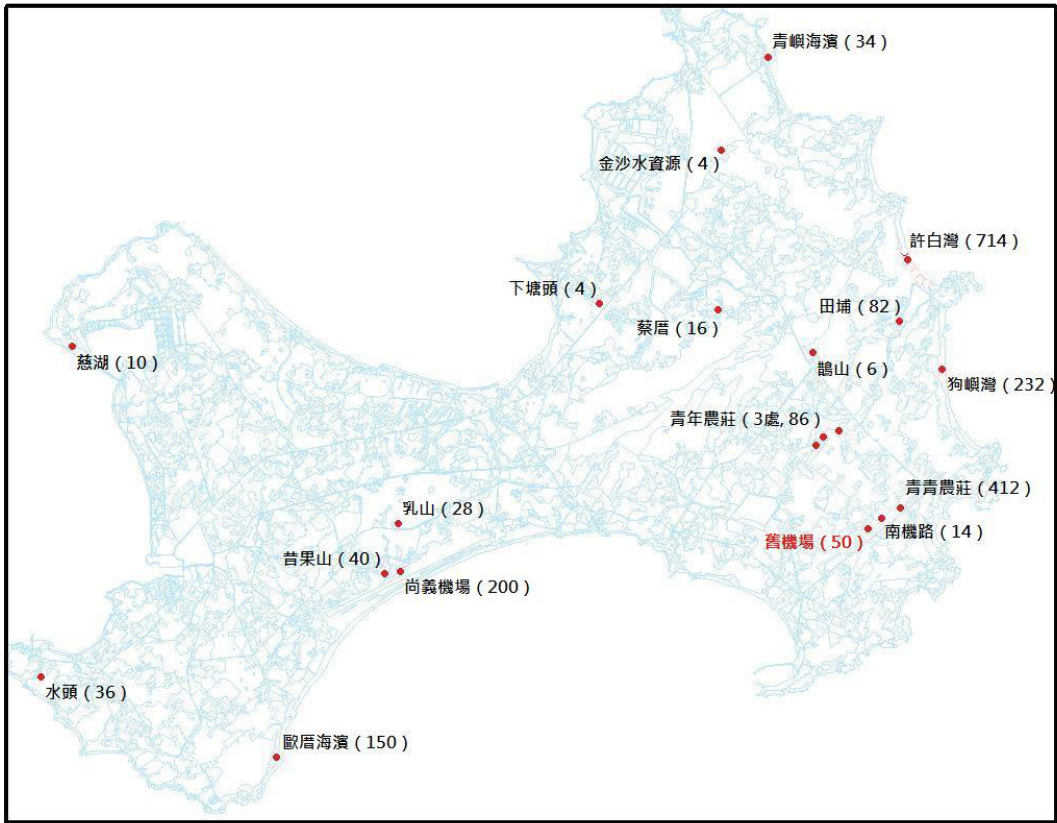 青嶼海濱（34）
金沙水資源（4）
許白灣（714）
下塘頭（4）
田埔（82）
蔡厝（16）
慈湖（10）
鵲山（6）
狗嶼灣（232）
青年農莊（3處, 86）
青青農莊（412）
乳山（28）
南機路（14）
舊機場（50）
昔果山（40）
尚義機場（200）
水頭（36）
歐厝海濱（150）